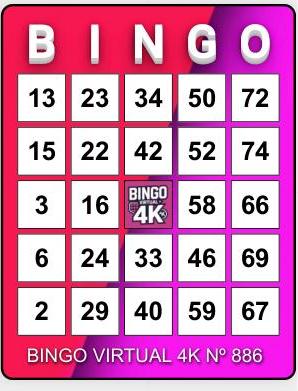 B I N G O
13 23 34 50 72
15 22 42 52 74
3 16 BINGO VIRTUAL 4K 58 66
6 24 33 46 69
2 29 40 59 67
BINGO VIRTUAL 4K Nº 886